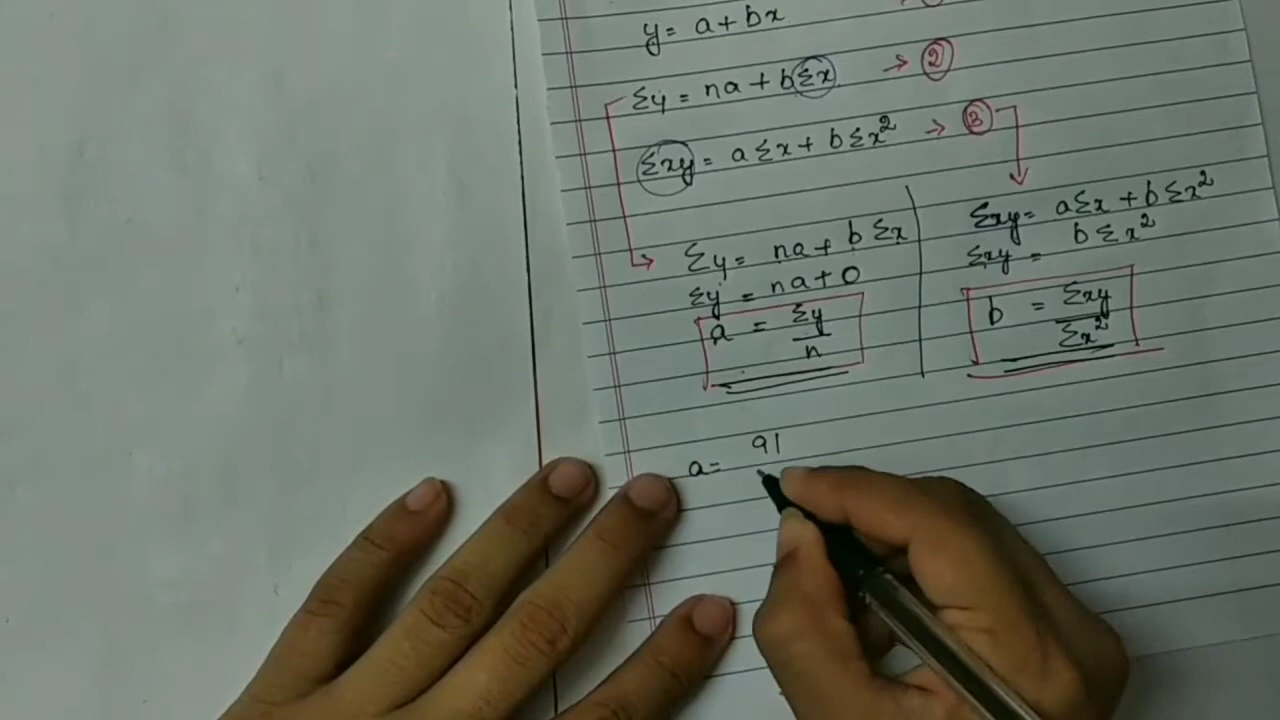 y = a + bx
Σy = na + bΣx → 2
Σxy = aΣx + bΣx² → 3
Σy = na + bΣx
Σy = na + 0
a = Σy/n
Σxy = aΣx + bΣx²
Σxy = bΣx²
b = Σxy/Σx²
a = 91